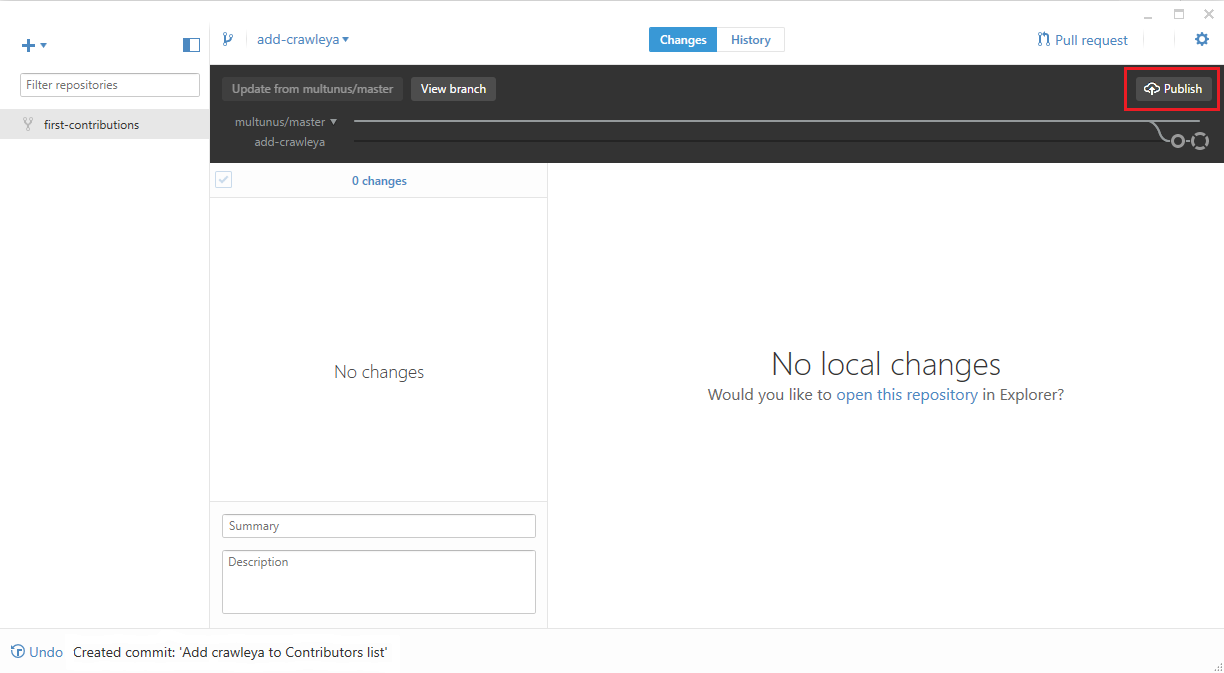 add-crawleya
Changes
History
Pull request
Filter repositories
first-contributions
Update from multunus/master
View branch
Publish
multunus/master
add-crawleya
0 changes
No changes
No local changes
Would you like to open this repository in Explorer?
Summary
Description
Undo Created commit: 'Add crawleya to Contributors list'